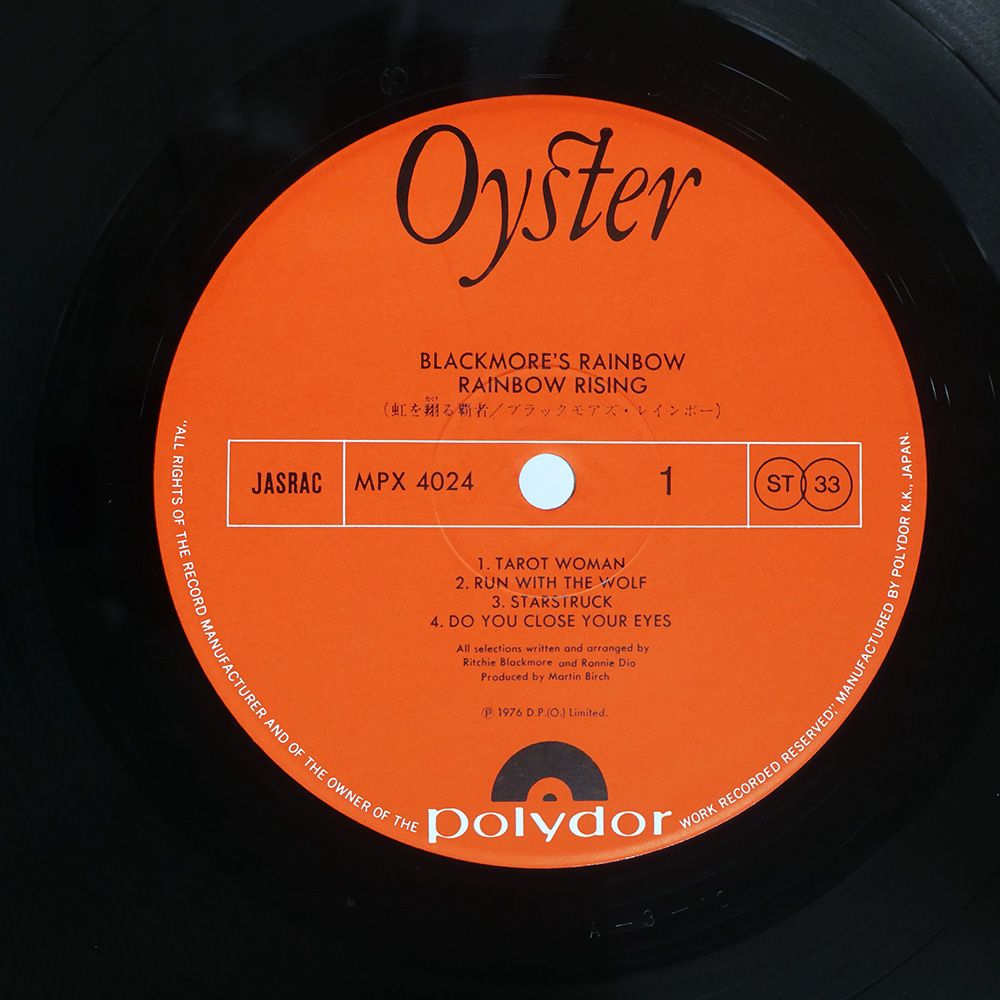 Oyster
BLACKMORE'S RAINBOW
RAINBOW RISING
(虹を翔る覇者/ブラックモアズ・レインボー)
かけ
JASRAC
MPX 4024
1
ST 33
1. TAROT WOMAN
2. RUN WITH THE WOLF
3. STARSTRUCK
4. DO YOU CLOSE YOUR EYES
All selections written and arranged by
Ritchie Blackmore and Ronnie Dio
Produced by Martin Birch
Ⓟ 1976 D.P.(O.) Limited.
polydor
"ALL RIGHTS OF THE RECORD MANUFACTURER AND OF THE OWNER OF THE WORK RECORDED RESERVED," MANUFACTURED BY POLYDOR K.K., JAPAN.